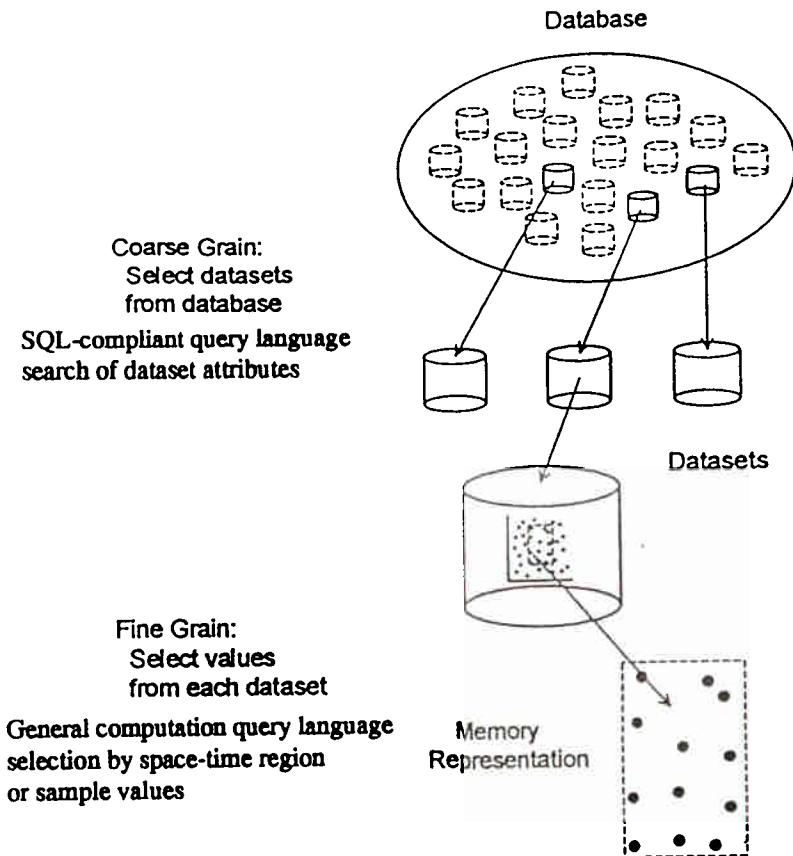 Database
Coarse Grain:
Select datasets
from database
SQL-compliant query language
search of dataset attributes
Datasets
Fine Grain:
Select values
from each dataset
General computation query language
selection by space-time region
or sample values
Memory
Representation